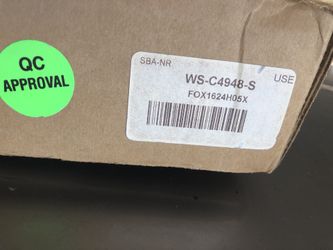 QC
APPROVAL
SBA-NR
USE
WS-C4948-S
FOX1624H05X